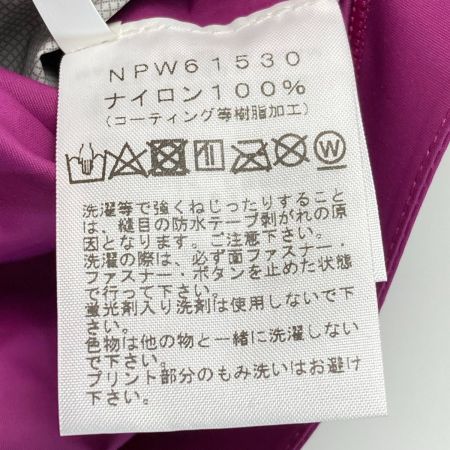 NPW61530
ナイロン100%
(コーティング等樹脂加工)
W
洗濯等で強くねじったりすること
は、縫目の防水テープ剥がれの原
因となります。ご注意下さい。
洗濯の際は、必ず面ファスナー・
ファスナー・ボタンを止めた状態
で行って下さい。
蛍光剤入り洗剤は使用しないで下
さい。
色物は他の物と一緒に洗濯しない
で下さい。
プリント部分のもみ洗いはお避け
下さい。